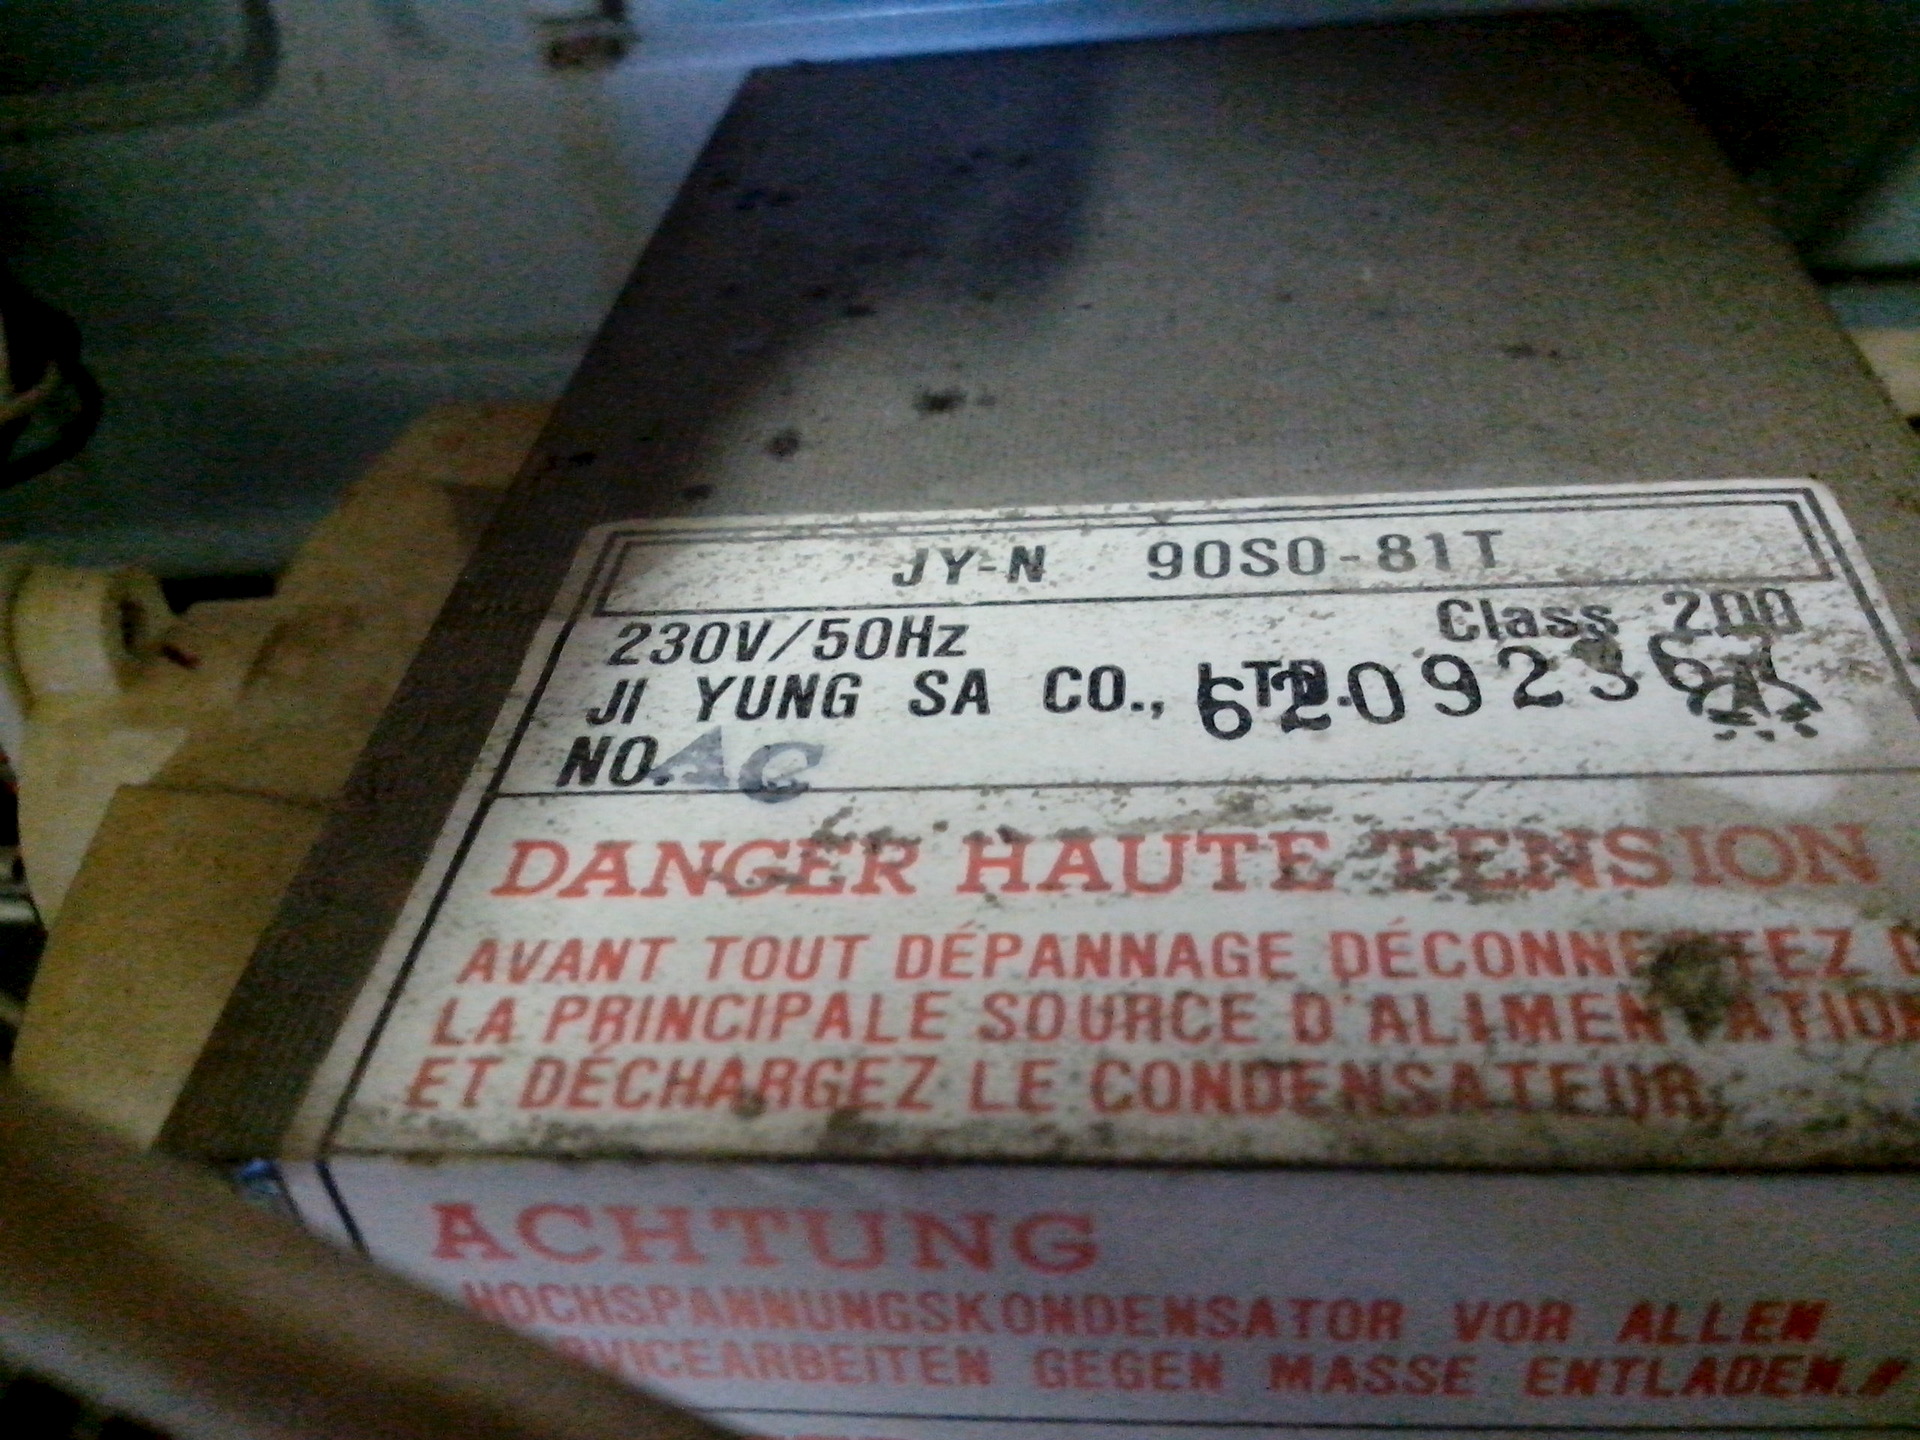 JY-N 90S0-81T
230V/50Hz Class 200
JI YUNG SA CO., LTD. 6209236
NO. AC
DANGER HAUTE TENSION
AVANT TOUT DÉPANNAGE DÉCONNECTEZ
LA PRINCIPALE SOURCE D'ALIMENTATION
ET DÉCHARGEZ LE CONDENSATEUR,
ACHTUNG
HOCHSPANNUNGSKONDENSATOR VOR ALLEN
SERVICEARBEITEN GEGEN MASSE ENTLADEN.